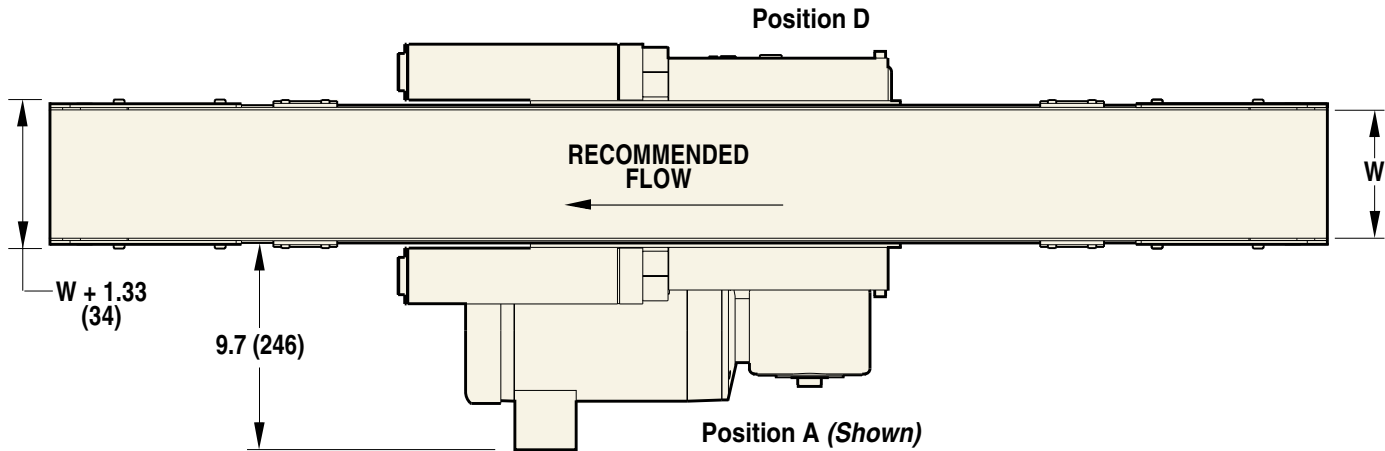 Position D
RECOMMENDED
FLOW
W
W + 1.33
(34)
9.7 (246)
Position A (Shown)